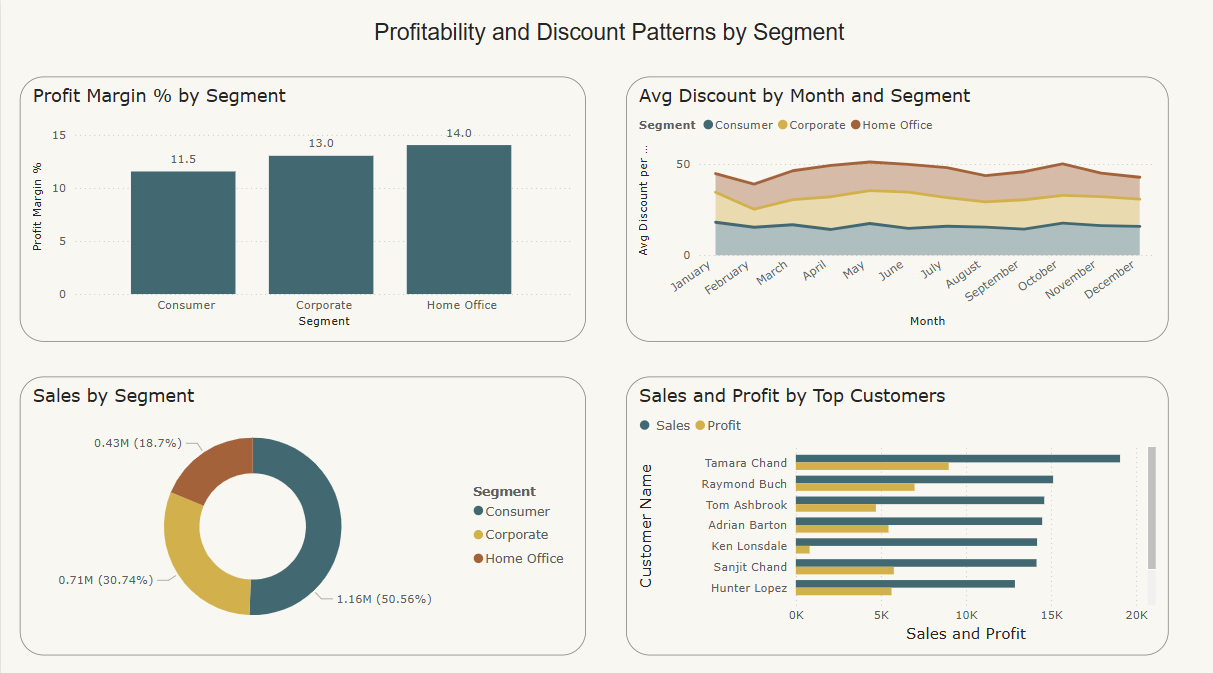 Profitability and Discount Patterns by Segment
Profit Margin % by Segment
Profit Margin %
15
10
5
0
11.5
13.0
14.0
Consumer
Corporate
Home Office
Segment
Avg Discount by Month and Segment
Segment Consumer Corporate Home Office
Avg Discount per ...
50
0
January
February
March
April
May
June
July
August
September
October
November
December
Month
Sales by Segment
0.43M (18.7%)
0.71M (30.74%)
1.16M (50.56%)
Segment
Consumer
Corporate
Home Office
Sales and Profit by Top Customers
Sales Profit
Customer Name
Tamara Chand
Raymond Buch
Tom Ashbrook
Adrian Barton
Ken Lonsdale
Sanjit Chand
Hunter Lopez
0K 5K 10K 15K 20K
Sales and Profit